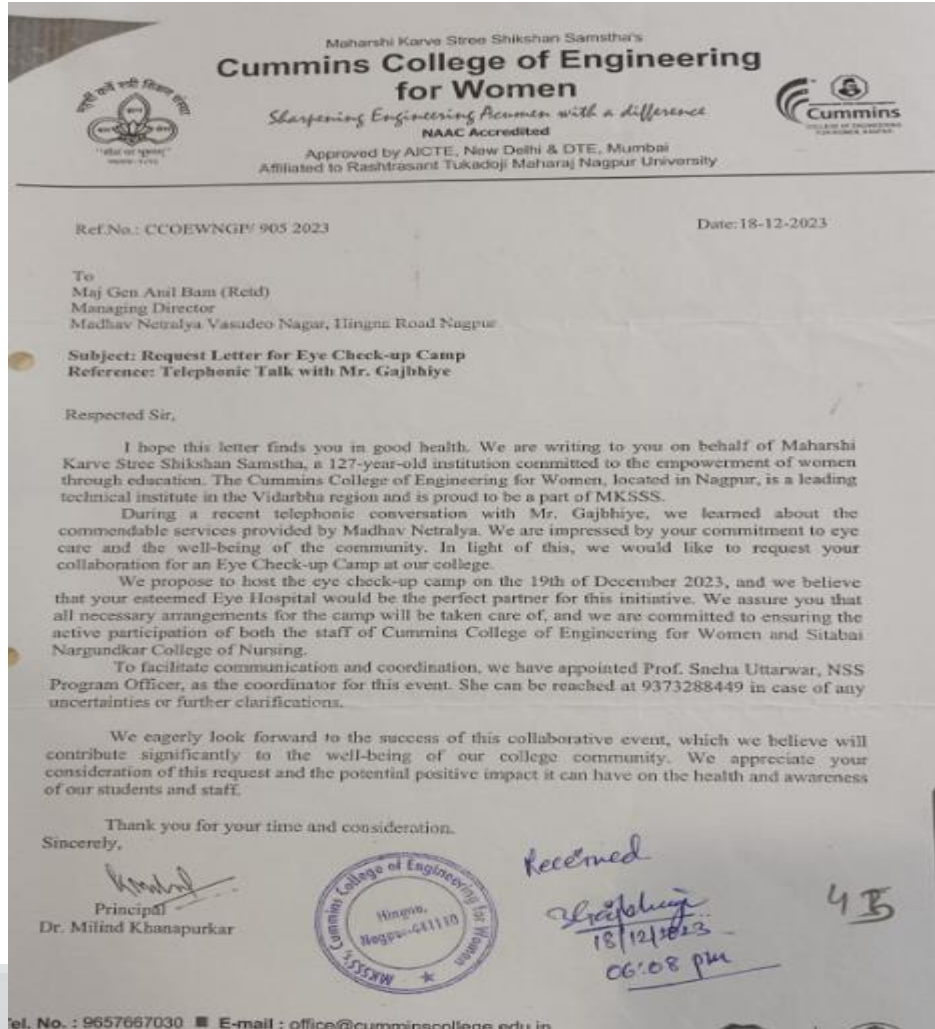 Maharshi Karve Stree Shikshan Samstha's
Cummins College of Engineering
for Women
Sharpening Engineering Acumen with a difference
NAAC Accredited
Approved by AICTE, New Delhi & DTE, Mumbai
Affiliated to Rashtrasant Tukadoji Maharaj Nagpur University
Cummins
COLLEGE OF ENGINEERING
FOR WOMEN, NAGPUR
Ref.No.: CCOEWNGP/ 905 2023
Date:18-12-2023
To
Maj Gen Anil Bam (Retd)
Managing Director
Madhav Netralya Vasudeo Nagar, Hingna Road Nagpur
Subject: Request Letter for Eye Check-up Camp
Reference: Telephonic Talk with Mr. Gajbhiye
Respected Sir,
I hope this letter finds you in good health. We are writing to you on behalf of Maharshi
Karve Stree Shikshan Samstha, a 127-year-old institution committed to the empowerment of women
through education. The Cummins College of Engineering for Women, located in Nagpur, is a leading
technical institute in the Vidarbha region and is proud to be a part of MKSSS.
During a recent telephonic conversation with Mr. Gajbhiye, we learned about the
commendable services provided by Madhav Netralya. We are impressed by your commitment to eye
care and the well-being of the community. In light of this, we would like to request your
collaboration for an Eye Check-up Camp at our college.
We propose to host the eye check-up camp on the 19th of December 2023, and we believe
that your esteemed Eye Hospital would be the perfect partner for this initiative. We assure you that
all necessary arrangements for the camp will be taken care of, and we are committed to ensuring the
active participation of both the staff of Cummins College of Engineering for Women and Sitabai
Nargundkar College of Nursing.
To facilitate communication and coordination, we have appointed Prof. Sneha Uttarwar, NSS
Program Officer, as the coordinator for this event. She can be reached at 9373288449 in case of any
uncertainties or further clarifications.
We eagerly look forward to the success of this collaborative event, which we believe will
contribute significantly to the well-being of our college community. We appreciate your
consideration of this request and the potential positive impact it can have on the health and awareness
of our students and staff.
Thank you for your time and consideration.
Sincerely,
Principal
Dr. Milind Khanapurkar
MKSSS's, Cummins College of Engineering for Women
Hingna,
Nagpur-441110
Received
18/12/2023
06:08 pm
Tel. No. : 9657667030 ■ E-mail : office@cumminscollege.edu.in